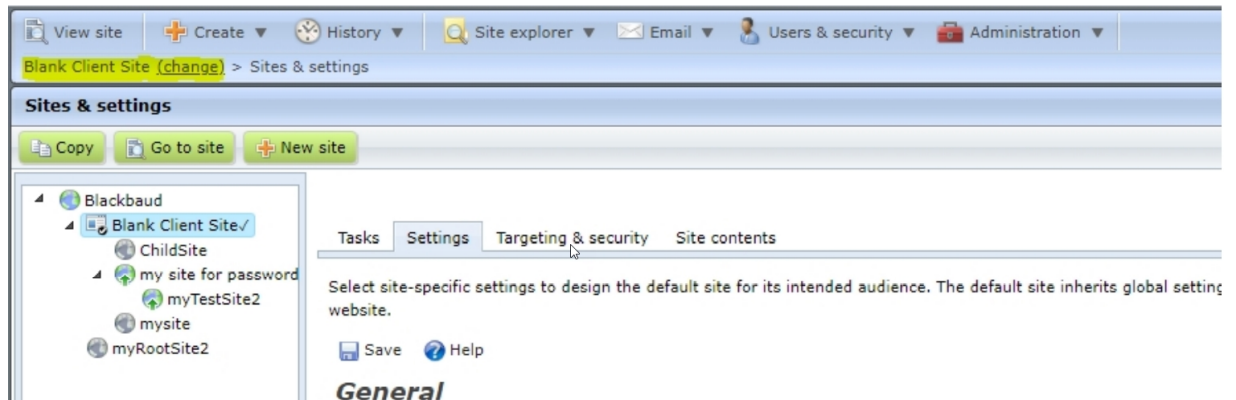 View site Create ▼ History ▼ Site explorer ▼ Email ▼ Users & security ▼ Administration ▼
Blank Client Site (change) > Sites & settings
Sites & settings
Copy Go to site New site
Blackbaud
Blank Client Site✓
ChildSite
my site for password
myTestSite2
mysite
myRootSite2
Tasks Settings Targeting & security Site contents
Select site-specific settings to design the default site for its intended audience. The default site inherits global setting
website.
Save Help
General